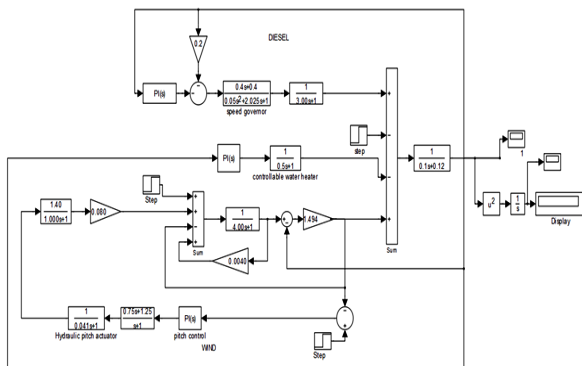 DIESEL
0.2
PI(s)
0.4s+0.4
0.05s²+2.025s+1
speed governor
1
3.00s+1
step
PI(s)
1
0.5s+1
controllable water heater
1
0.1s+0.12
1
u²
1
s
Display
Sum
1.40
1.000s+1
0.080
Step
Sum
1
4.00s+1
1.494
0.0040
1
0.041s+1
Hydraulic pitch actuator
0.75s+1.25
s+1
PI(s)
pitch control
Step
WIND